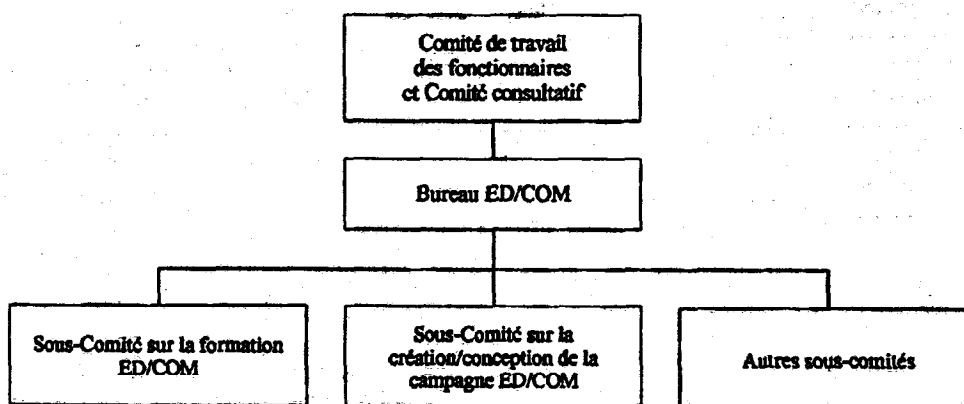 Comité de travail
des fonctionnaires
et Comité consultatif
Bureau ED/COM
Sous-Comité sur la formation
ED/COM
Sous-Comité sur la
création/conception de la
campagne ED/COM
Autres sous-comités